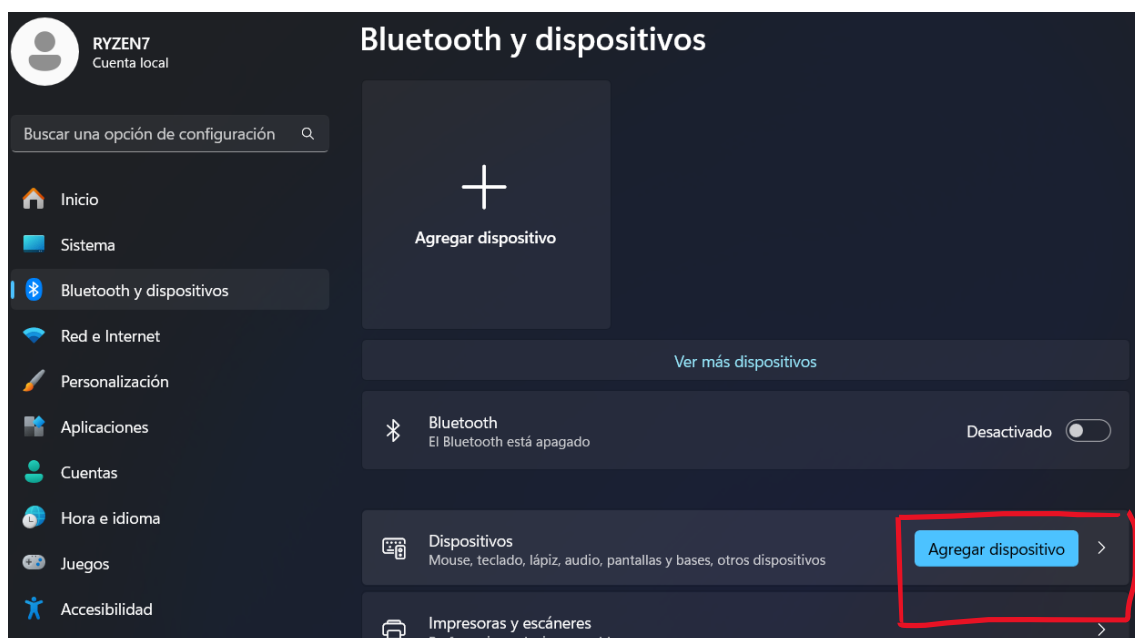 RYZEN7
Cuenta local
Buscar una opción de configuración
Inicio
Sistema
Bluetooth y dispositivos
Red e Internet
Personalización
Aplicaciones
Cuentas
Hora e idioma
Juegos
Accesibilidad
Bluetooth y dispositivos
Agregar dispositivo
Ver más dispositivos
Bluetooth
El Bluetooth está apagado
Desactivado
Dispositivos
Mouse, teclado, lápiz, audio, pantallas y bases, otros dispositivos
Agregar dispositivo
Impresoras y escáneres